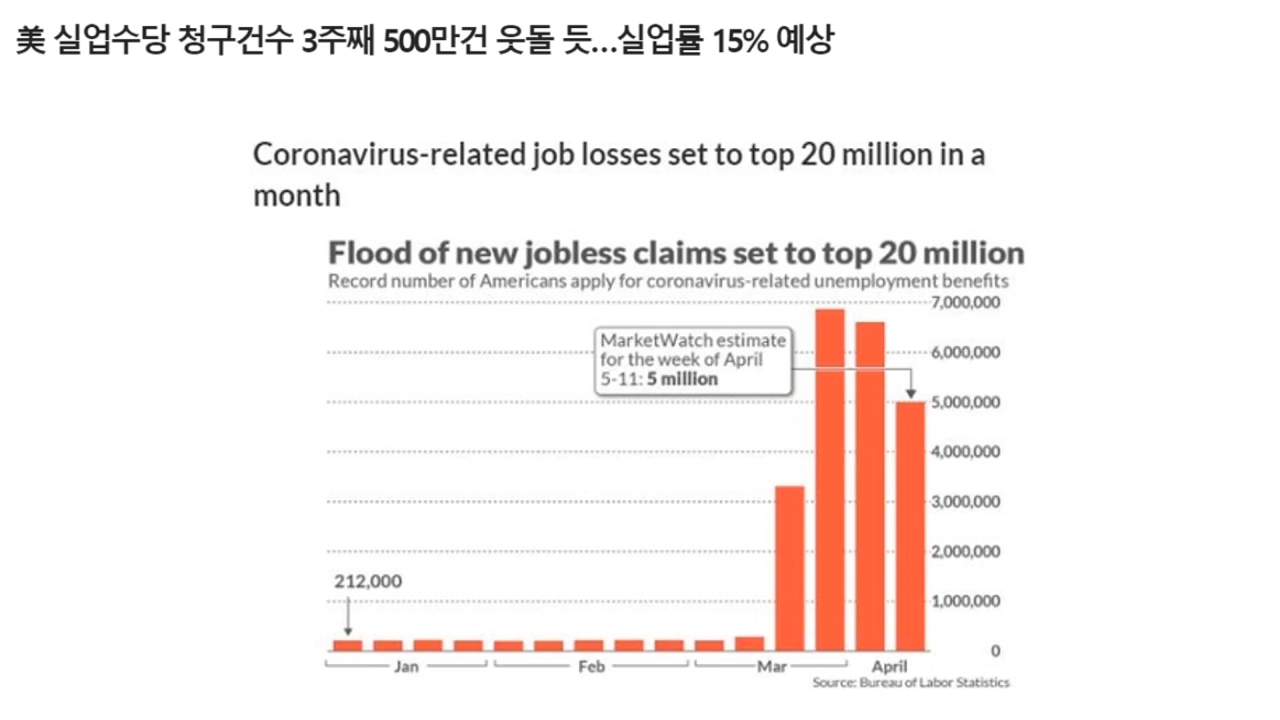 美 실업수당 청구건수 3주째 500만건 웃돌 듯…실업률 15% 예상
Coronavirus-related job losses set to top 20 million in a
month
Flood of new jobless claims set to top 20 million
Record number of Americans apply for coronavirus-related unemployment benefits
7,000,000
MarketWatch estimate
for the week of April
5-11: 5 million
6,000,000
5,000,000
4,000,000
3,000,000
2,000,000
212,000
1,000,000
0
Jan
Feb
Mar
April
Source: Bureau of Labor Statistics